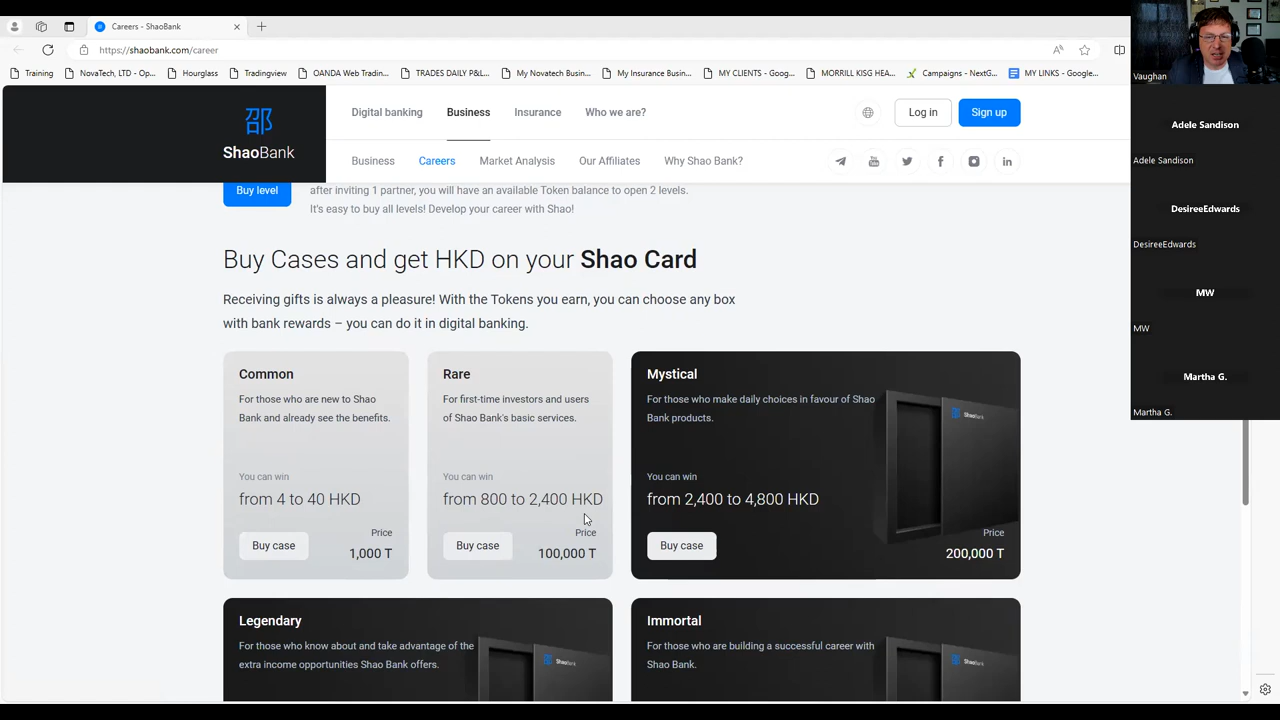 Careers - ShaoBank
https://shaobank.com/career
Training
NovaTech, LTD - Op...
Hourglass
Tradingview
OANDA Web Tradin...
TRADES DAILY P&L...
My Novatech Busin...
My Insurance Busin...
MY CLIENTS - Goog...
MORRILL KISG HEA...
Campaigns - NextG...
MY LINKS - Google...
邵
ShaoBank
Digital banking
Business
Insurance
Who we are?
Log in
Sign up
Business
Careers
Market Analysis
Our Affiliates
Why Shao Bank?
Buy level
after inviting 1 partner, you will have an available Token balance to open 2 levels.
It's easy to buy all levels! Develop your career with Shao!
Buy Cases and get HKD on your Shao Card
Receiving gifts is always a pleasure! With the Tokens you earn, you can choose any box
with bank rewards – you can do it in digital banking.
Common
For those who are new to Shao
Bank and already see the benefits.
You can win
from 4 to 40 HKD
Price
Buy case
1,000 T
Rare
For first-time investors and users
of Shao Bank's basic services.
You can win
from 800 to 2,400 HKD
Price
Buy case
100,000 T
Mystical
For those who make daily choices in favour of Shao
Bank products.
邵 ShaoBank
You can win
from 2,400 to 4,800 HKD
Price
Buy case
200,000 T
Legendary
For those who know about and take advantage of the
extra income opportunities Shao Bank offers.
邵 ShaoBank
Immortal
For those who are building a successful career with
Shao Bank.
邵 ShaoBank
Vaughan
Adele Sandison
Adele Sandison
DesireeEdwards
DesireeEdwards
MW
MW
Martha G.
Martha G.